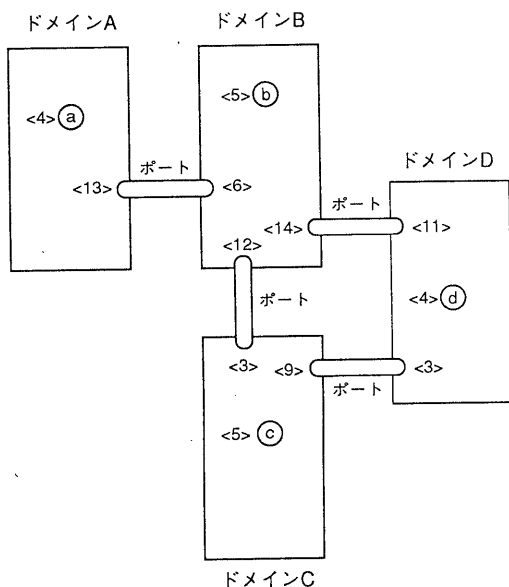 ドメインA
ドメインB
<5> b
<4> a
ドメインD
ポート
<13>
<6>
ポート
<14>
<11>
<12>
ポート
<4> d
<3>
<9>
<3>
ポート
<5> c
ドメインC